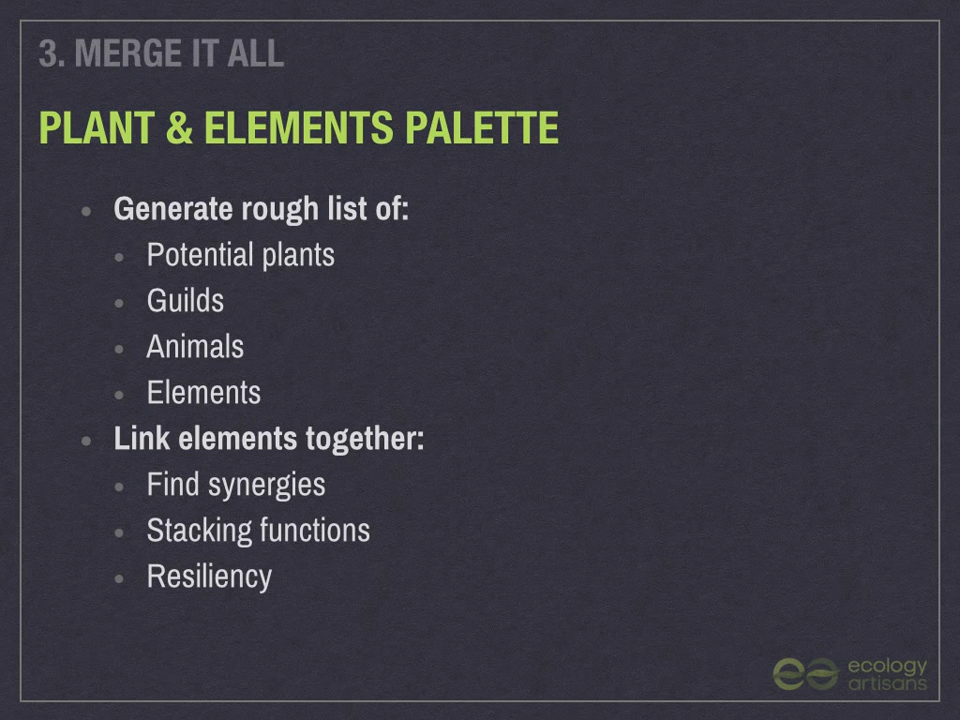 3. MERGE IT ALL
PLANT & ELEMENTS PALETTE
• Generate rough list of:
• Potential plants
• Guilds
• Animals
• Elements
• Link elements together:
• Find synergies
• Stacking functions
• Resiliency
ecology
artisans